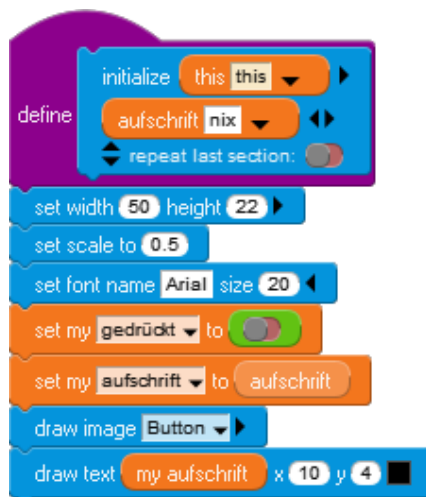 initialize this this
define
aufschrift nix
repeat last section:
set width 50 height 22
set scale to 0.5
set font name Arial size 20
set my gedrückt to
set my aufschrift to aufschrift
draw image Button
draw text my aufschrift x 10 y 4